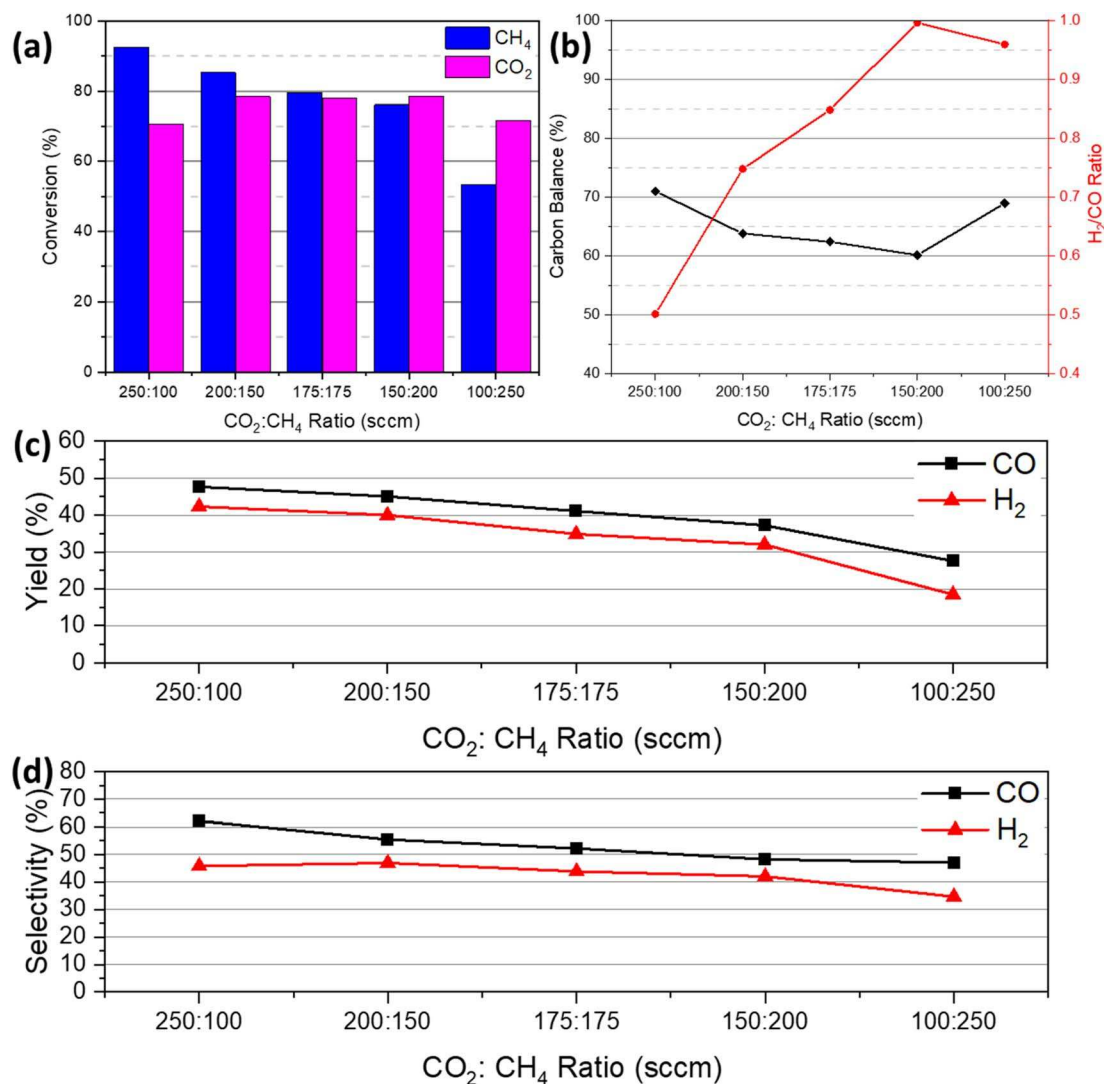 (a)
CH₄
CO₂
Conversion (%)
100
80
60
40
20
0
250:100 200:150 175:175 150:200 100:250
CO₂:CH₄ Ratio (sccm)
(b)
Carbon Balance (%)
100
90
80
70
60
50
40
H₂/CO Ratio
1.0
0.9
0.8
0.7
0.6
0.5
0.4
250:100 200:150 175:175 150:200 100:250
CO₂: CH₄ Ratio (sccm)
(c)
CO
H₂
Yield (%)
60
50
40
30
20
10
0
250:100 200:150 175:175 150:200 100:250
CO₂: CH₄ Ratio (sccm)
(d)
CO
H₂
Selectivity (%)
80
70
60
50
40
30
20
10
0
250:100 200:150 175:175 150:200 100:250
CO₂: CH₄ Ratio (sccm)